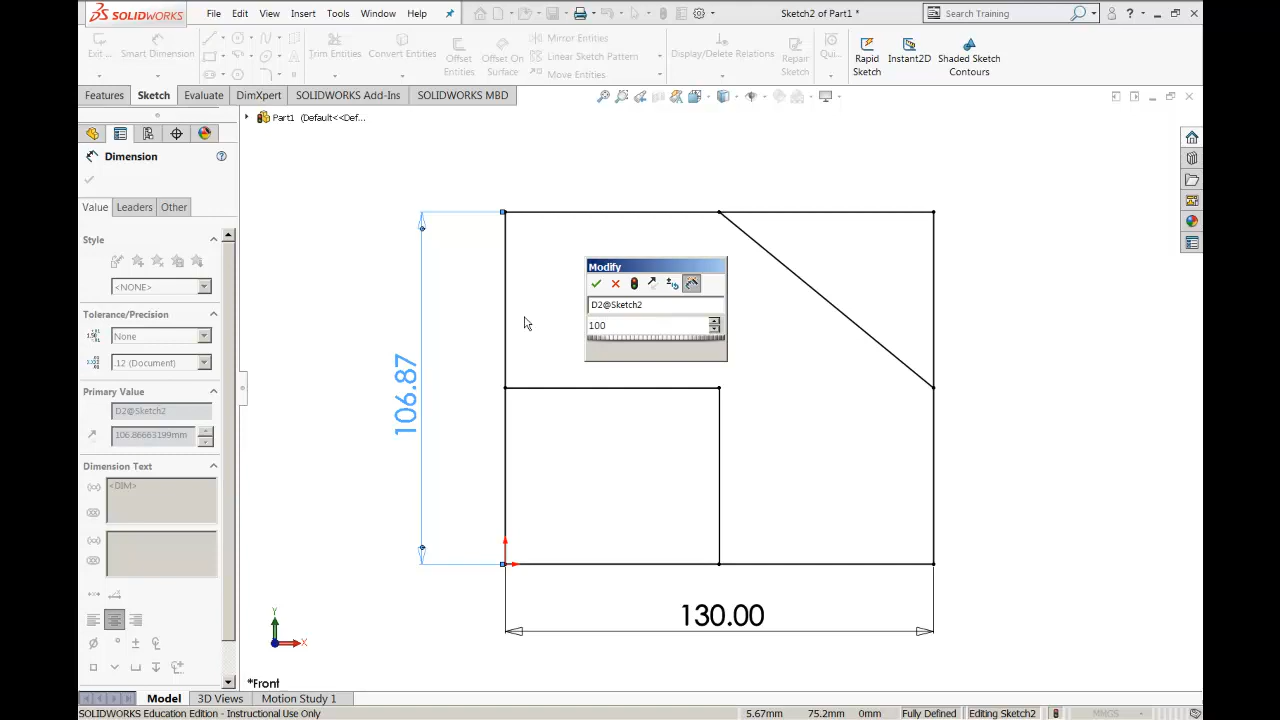 SOLIDWORKS
File Edit View Insert Tools Window Help
Sketch2 of Part1 *
Search Training
Exit ...
Smart Dimension
Trim Entities
Convert Entities
Offset Entities
Offset On Surface
Mirror Entities
Linear Sketch Pattern
Move Entities
Display/Delete Relations
Repair Sketch
Qui...
Rapid Sketch
Instant2D
Shaded Sketch Contours
Features Sketch Evaluate DimXpert SOLIDWORKS Add-Ins SOLIDWORKS MBD
Part1 (Default<<Def...
Dimension
Value Leaders Other
Style
<NONE>
Tolerance/Precision
None
.12 (Document)
Primary Value
D2@Sketch2
106.86663199mm
Dimension Text
<DIM>
Modify
D2@Sketch2
100
106.87
130.00
Y
X
*Front
Model 3D Views Motion Study 1
SOLIDWORKS Education Edition - Instructional Use Only
5.67mm 75.2mm 0mm Fully Defined Editing Sketch2 MMGS